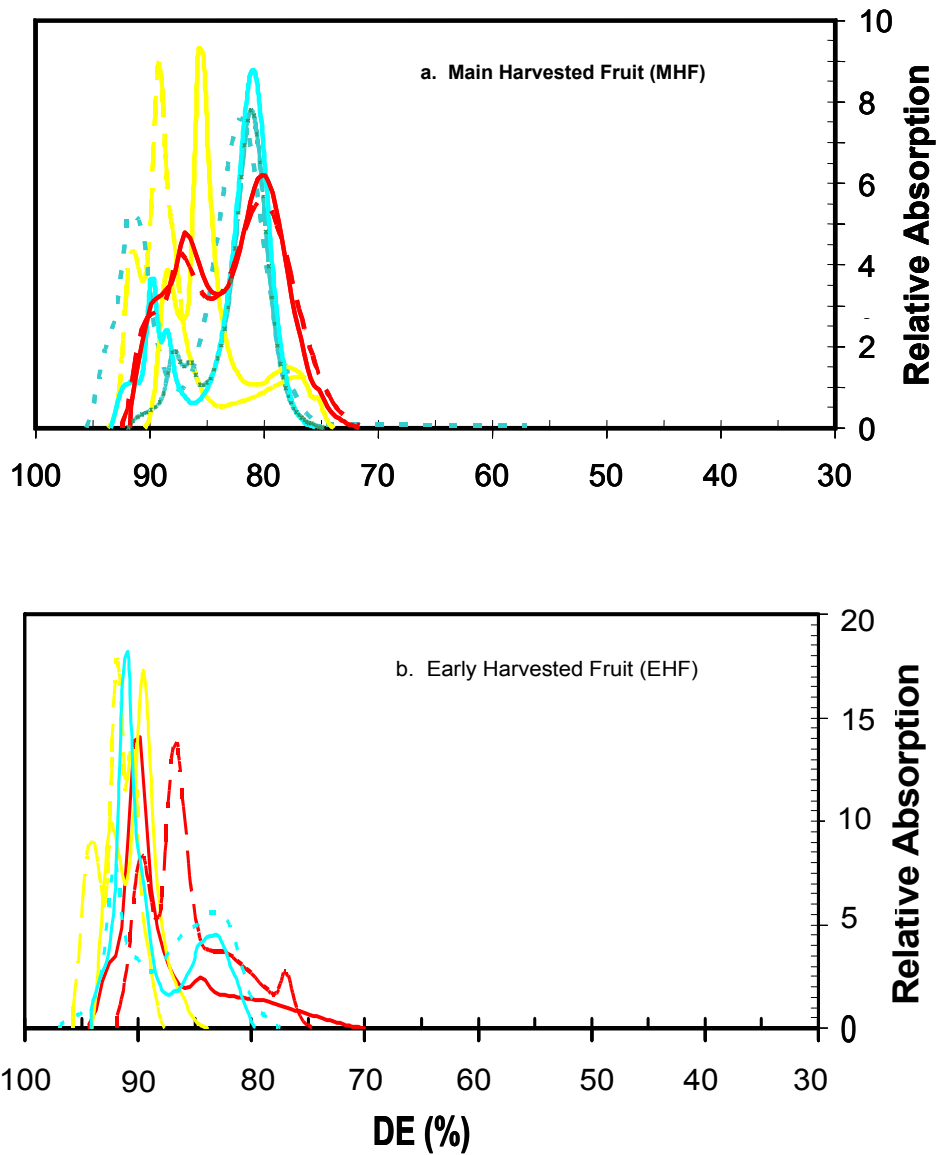 10
a. Main Harvested Fruit (MHF)
8
6
4
2
0
Relative Absorption
100 90 80 70 60 50 40 30
20
b. Early Harvested Fruit (EHF)
15
10
5
0
Relative Absorption
100 90 80 70 60 50 40 30
DE (%)